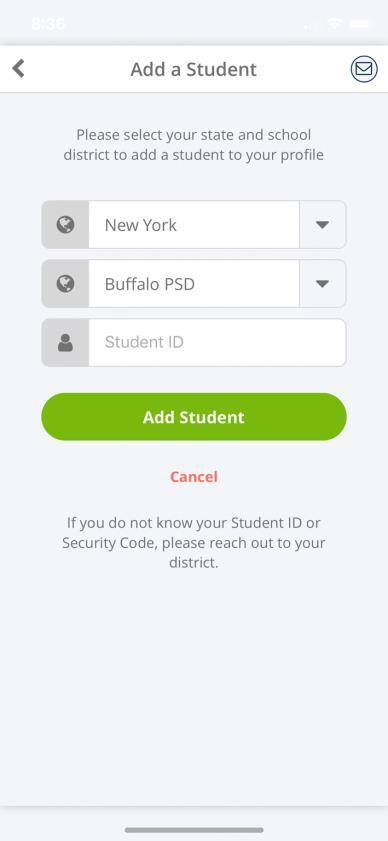 8:36
Add a Student
Please select your state and school
district to add a student to your profile
New York
Buffalo PSD
Student ID
Add Student
Cancel
If you do not know your Student ID or
Security Code, please reach out to your
district.